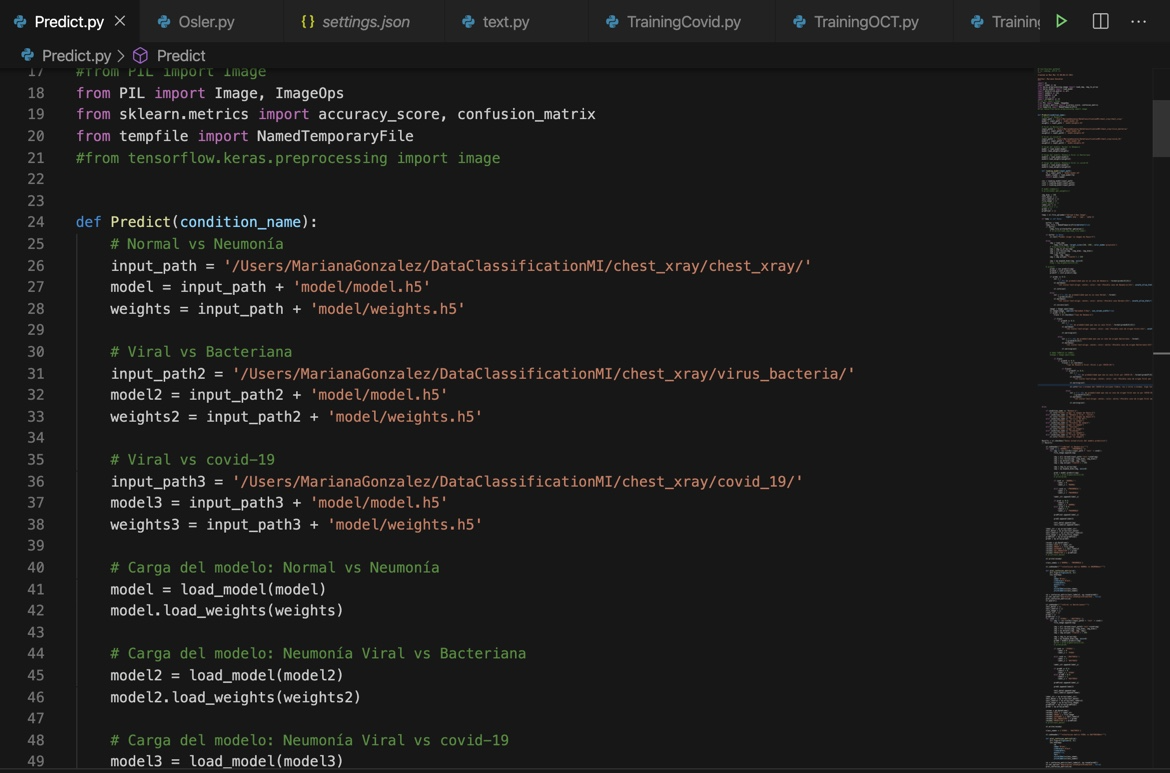 Predict.py
Osler.py
{} settings.json
text.py
TrainingCovid.py
TrainingOCT.py
Training
Predict.py > Predict
17 #from PIL import Image
18 from PIL import Image, ImageOps
19 from sklearn.metrics import accuracy_score, confusion_matrix
20 from tempfile import NamedTemporaryFile
21 #from tensorflow.keras.preprocessing import image
22
23
24 def Predict(condition_name):
25 # Normal vs Neumonía
26 input_path = '/Users/MarianaGonzalez/DataClassificationMI/chest_xray/chest_xray/'
27 model = input_path + 'model/model.h5'
28 weights = input_path + 'model/weights.h5'
29
30 # Viral vs Bacteriana
31 input_path2 = '/Users/MarianaGonzalez/DataClassificationMI/chest_xray/virus_bacteria/'
32 model2 = input_path2 + 'model/model.h5'
33 weights2 = input_path2 + 'model/weights.h5'
34
35 # Viral vs covid-19
36 input_path3 = '/Users/MarianaGonzalez/DataClassificationMI/chest_xray/covid_19/'
37 model3 = input_path3 + 'model/model.h5'
38 weights3 = input_path3 + 'model/weights.h5'
39
40 # Carga del modelo: Normal vs Neumonía
41 model = load_model(model)
42 model.load_weights(weights)
43
44 # Carga del modelo: Neumonía Viral vs Bacteriana
45 model2 = load_model(model2)
46 model2.load_weights(weights2)
47
48 # Carga del modelo: Neumonía Viral vs covid-19
49 model3 = load_model(model3)